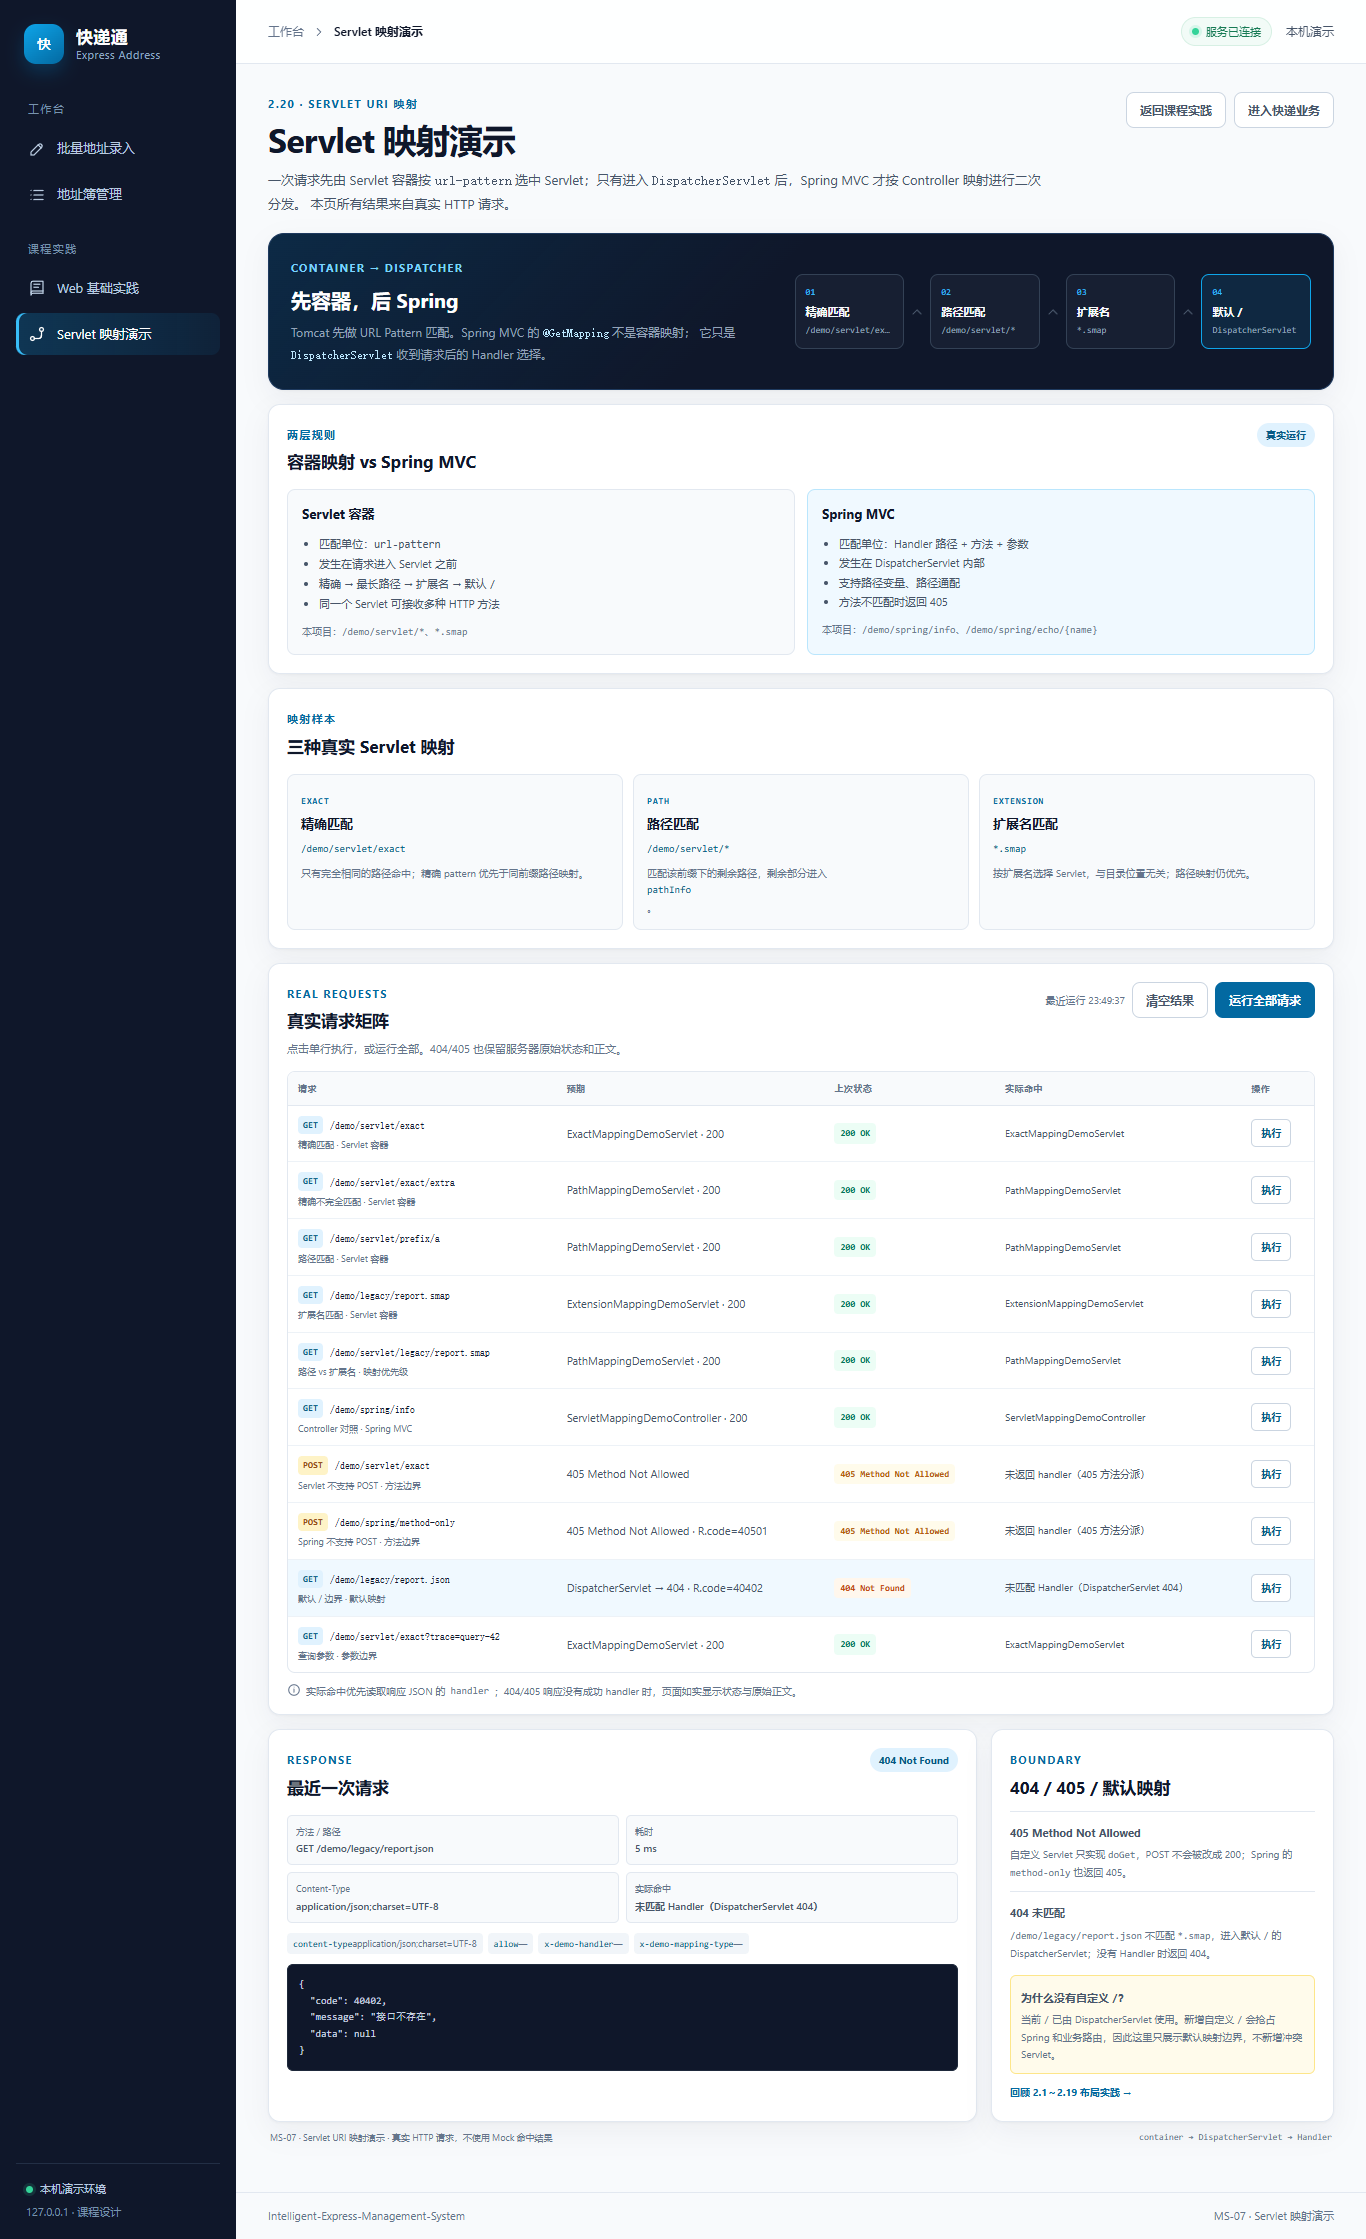 快
快递通
Express Address
工作台
批量地址录入
地址簿管理
课程实践
Web 基础实践
Servlet 映射演示
本机演示环境
127.0.0.1 · 课程设计
工作台 > Servlet 映射演示
服务已连接
本机演示
2.20 · SERVLET URI 映射
Servlet 映射演示
返回课程实践
进入快递业务
一次请求先由 Servlet 容器按 url-pattern 选中 Servlet；只有进入 DispatcherServlet 后，Spring MVC 才按 Controller 映射进行二次
分发。 本页所有结果来自真实 HTTP 请求。
CONTAINER → DISPATCHER
先容器，后 Spring
Tomcat 先做 URL Pattern 匹配。Spring MVC 的 @GetMapping 不是容器映射； 它只是
DispatcherServlet 收到请求后的 Handler 选择。
01
精确匹配
/demo/servlet/ex…
02
路径匹配
/demo/servlet/*
03
扩展名
*.smap
04
默认 /
DispatcherServlet
两层规则
容器映射 vs Spring MVC
真实运行
Servlet 容器
• 匹配单位：url-pattern
• 发生在请求进入 Servlet 之前
• 精确 → 最长路径 → 扩展名 → 默认 /
• 同一个 Servlet 可接收多种 HTTP 方法
本项目：/demo/servlet/*、*.smap
Spring MVC
• 匹配单位：Handler 路径 + 方法 + 参数
• 发生在 DispatcherServlet 内部
• 支持路径变量、路径通配
• 方法不匹配时返回 405
本项目：/demo/spring/info、/demo/spring/echo/{name}
映射样本
三种真实 Servlet 映射
EXACT
精确匹配
/demo/servlet/exact
只有完全相同的路径命中；精确 pattern 优先于同前缀路径映射。
PATH
路径匹配
/demo/servlet/*
匹配该前缀下的剩余路径，剩余部分进入
pathInfo
。
EXTENSION
扩展名匹配
*.smap
按扩展名选择 Servlet，与目录位置无关；路径映射仍优先。
REAL REQUESTS
真实请求矩阵
点击单行执行，或运行全部。404/405 也保留服务器原始状态和正文。
最近运行 23:49:37
清空结果
运行全部请求
请求 预期 上次状态 实际命中 操作
GET /demo/servlet/exact
精确匹配 · Servlet 容器
ExactMappingDemoServlet · 200
200 OK
ExactMappingDemoServlet
执行
GET /demo/servlet/exact/extra
精确不完全匹配 · Servlet 容器
PathMappingDemoServlet · 200
200 OK
PathMappingDemoServlet
执行
GET /demo/servlet/prefix/a
路径匹配 · Servlet 容器
PathMappingDemoServlet · 200
200 OK
PathMappingDemoServlet
执行
GET /demo/legacy/report.smap
扩展名匹配 · Servlet 容器
ExtensionMappingDemoServlet · 200
200 OK
ExtensionMappingDemoServlet
执行
GET /demo/servlet/legacy/report.smap
路径 vs 扩展名 · 映射优先级
PathMappingDemoServlet · 200
200 OK
PathMappingDemoServlet
执行
GET /demo/spring/info
Controller 对照 · Spring MVC
ServletMappingDemoController · 200
200 OK
ServletMappingDemoController
执行
POST /demo/servlet/exact
Servlet 不支持 POST · 方法边界
405 Method Not Allowed
405 Method Not Allowed
未返回 handler（405 方法分派）
执行
POST /demo/spring/method-only
Spring 不支持 POST · 方法边界
405 Method Not Allowed · R.code=40501
405 Method Not Allowed
未返回 handler（405 方法分派）
执行
GET /demo/legacy/report.json
默认 / 边界 · 默认映射
DispatcherServlet → 404 · R.code=40402
404 Not Found
未匹配 Handler（DispatcherServlet 404）
执行
GET /demo/servlet/exact?trace=query-42
查询参数 · 参数边界
ExactMappingDemoServlet · 200
200 OK
ExactMappingDemoServlet
执行
实际命中优先读取响应 JSON 的 handler ；404/405 响应没有成功 handler 时，页面如实显示状态与原始正文。
RESPONSE
最近一次请求
404 Not Found
方法 / 路径
GET /demo/legacy/report.json
耗时
5 ms
Content-Type
application/json;charset=UTF-8
实际命中
未匹配 Handler（DispatcherServlet 404）
content-typeapplication/json;charset=UTF-8
allow—
x-demo-handler—
x-demo-mapping-type—
{
"code": 40402,
"message": "接口不存在",
"data": null
}
BOUNDARY
404 / 405 / 默认映射
405 Method Not Allowed
自定义 Servlet 只实现 doGet，POST 不会被改成 200；Spring 的
method-only 也返回 405。
404 未匹配
/demo/legacy/report.json 不匹配 *.smap，进入默认 / 的
DispatcherServlet；没有 Handler 时返回 404。
为什么没有自定义 /?
当前 / 已由 DispatcherServlet 使用。新增自定义 / 会抢占
Spring 和业务路由，因此这里只展示默认映射边界，不新增冲突
Servlet。
回顾 2.1～2.19 布局实践 →
MS-07 · Servlet URI 映射演示 · 真实 HTTP 请求，不使用 Mock 命中结果
container → DispatcherServlet → Handler
Intelligent-Express-Management-System
MS-07 · Servlet 映射演示